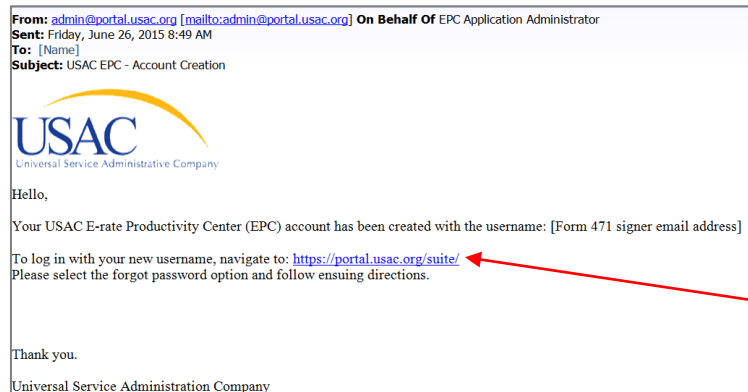 From: admin@portal.usac.org [mailto:admin@portal.usac.org] On Behalf Of EPC Application Administrator
Sent: Friday, June 26, 2015 8:49 AM
To: [Name]
Subject: USAC EPC - Account Creation
USAC
Universal Service Administrative Company
Hello,
Your USAC E-rate Productivity Center (EPC) account has been created with the username: [Form 471 signer email address]
To log in with your new username, navigate to: https://portal.usac.org/suite/
Please select the forgot password option and follow ensuing directions.
Thank you.
Universal Service Administration Company